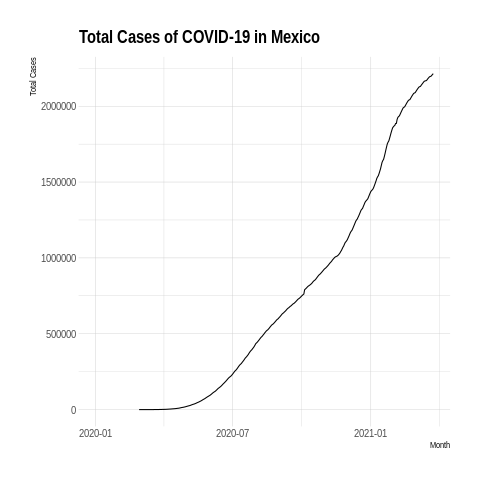 Total Cases of COVID-19 in Mexico
Total Cases
2000000
1500000
1000000
500000
0
2020-01 2020-07 2021-01
Month